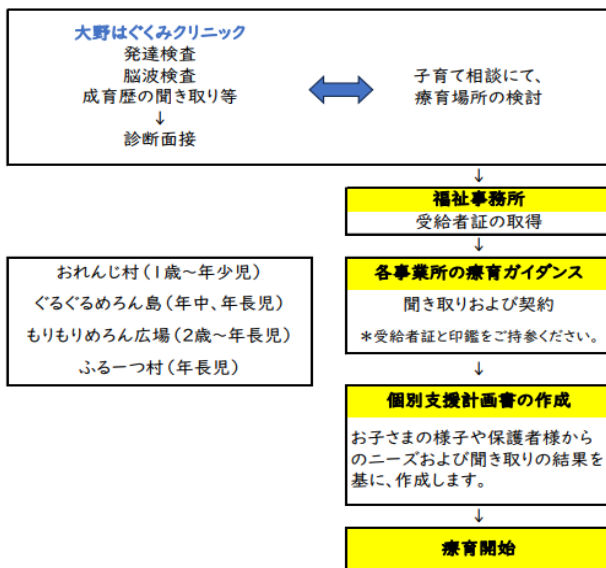 大野はぐくみクリニック
発達検査
脳波検査
成育歴の聞き取り等
↓
診断面接
子育て相談にて、
療育場所の検討
↓
福祉事務所
受給者証の取得
↓
おれんじ村(1歳～年少児)
ぐるぐるめろん島(年中、年長児)
もりもりめろん広場(2歳～年長児)
ふるーつ村(年長児)
各事業所の療育ガイダンス
聞き取りおよび契約
*受給者証と印鑑をご持参ください。
↓
個別支援計画書の作成
お子さまの様子や保護者様から
のニーズおよび聞き取りの結果を
基に、作成します。
↓
療育開始